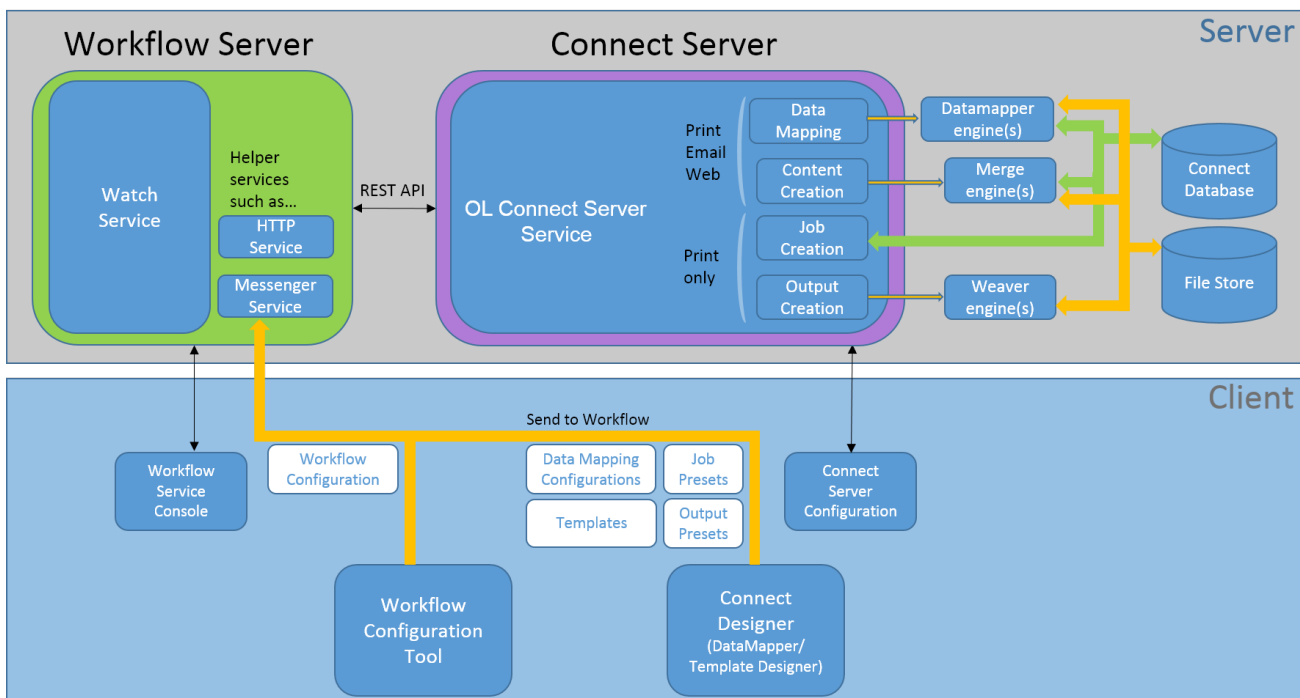 Server
Workflow Server
Connect Server
Watch
Service
Helper
services
such as...
HTTP
Service
Messenger
Service
REST API
OL Connect Server
Service
Print
Email
Web
Print
only
Data
Mapping
Content
Creation
Job
Creation
Output
Creation
Datamapper
engine(s)
Merge
engine(s)
Weaver
engine(s)
Connect
Database
File Store
Client
Send to Workflow
Workflow
Service
Console
Workflow
Configuration
Data Mapping
Configurations
Job
Presets
Templates
Output
Presets
Connect
Server
Configuration
Workflow
Configuration
Tool
Connect
Designer
(DataMapper/
Template Designer)